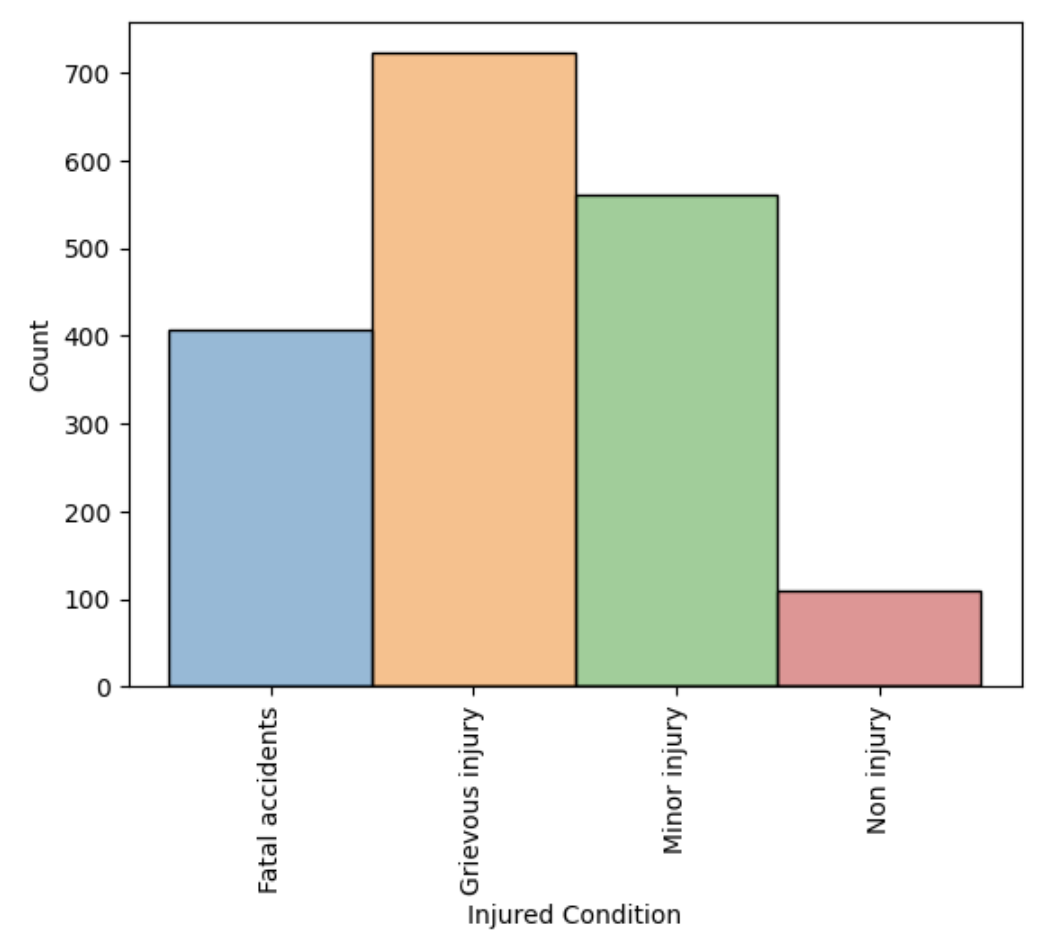 700
600
500
400
300
200
100
0
Count
Fatal accidents
Grievous injury
Minor injury
Non injury
Injured Condition